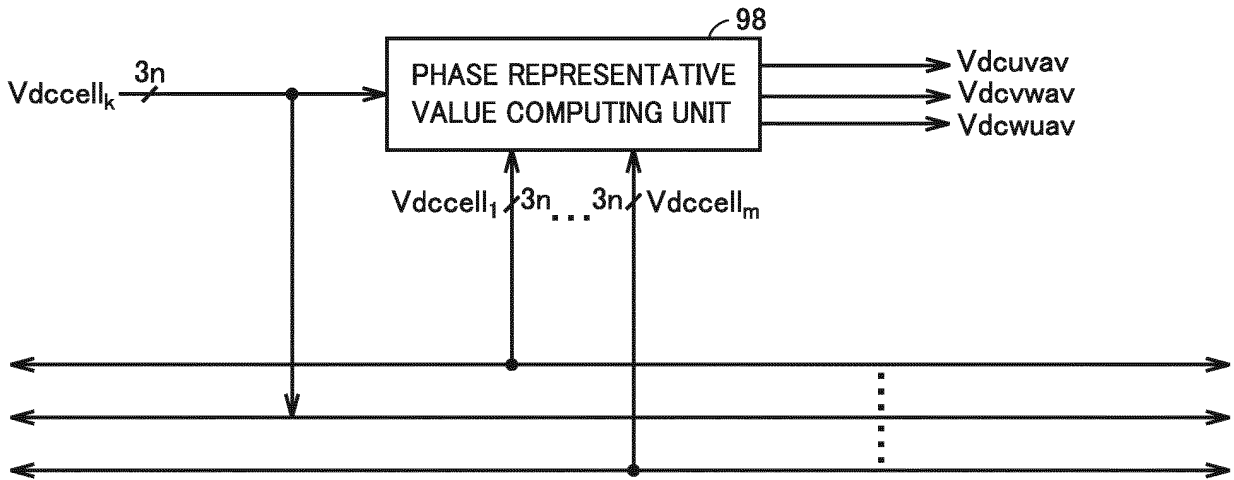 98
3n
Vdccellk
PHASE REPRESENTATIVE
VALUE COMPUTING UNIT
Vdcuvav
Vdcvwav
Vdcwuav
Vdccell1 3n ... 3n Vdccellm